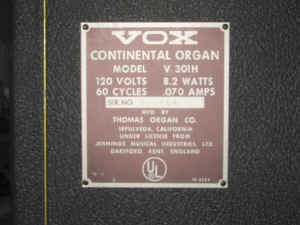 VOX
CONTINENTAL ORGAN
MODEL V 301H
120 VOLTS 8.2 WATTS
60 CYCLES .070 AMPS
SER. NO.
MFD BY
THOMAS ORGAN CO.
SEPULVEDA, CALIFORNIA
UNDER LICENSE FROM
JENNINGS MUSICAL INDUSTRIES, LTD.
DARTFORD, KENT, ENGLAND
UL